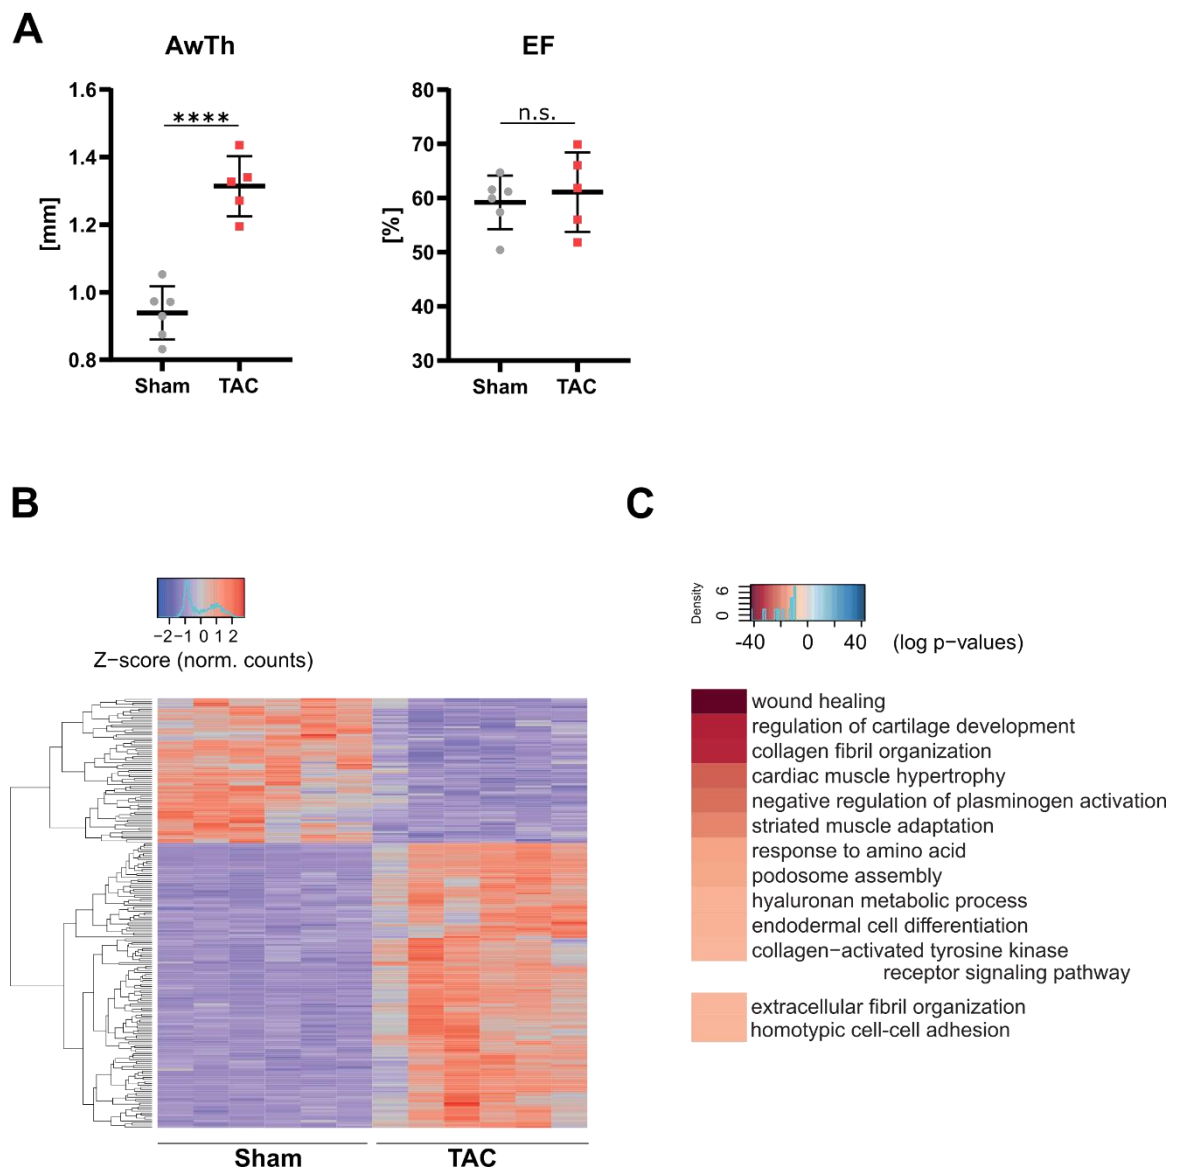 A
AwTh
EF
1.6
1.4
1.2
1.0
0.8
[mm]
****
Sham
TAC
80
70
60
50
40
30
[%]
n.s.
Sham
TAC
B
C
−2 −1 0 1 2
Z−score (norm. counts)
Density
6
0
-40 0 40 (log p−values)
wound healing
regulation of cartilage development
collagen fibril organization
cardiac muscle hypertrophy
negative regulation of plasminogen activation
striated muscle adaptation
response to amino acid
podosome assembly
hyaluronan metabolic process
endodermal cell differentiation
collagen−activated tyrosine kinase
receptor signaling pathway
extracellular fibril organization
homotypic cell-cell adhesion
Sham
TAC